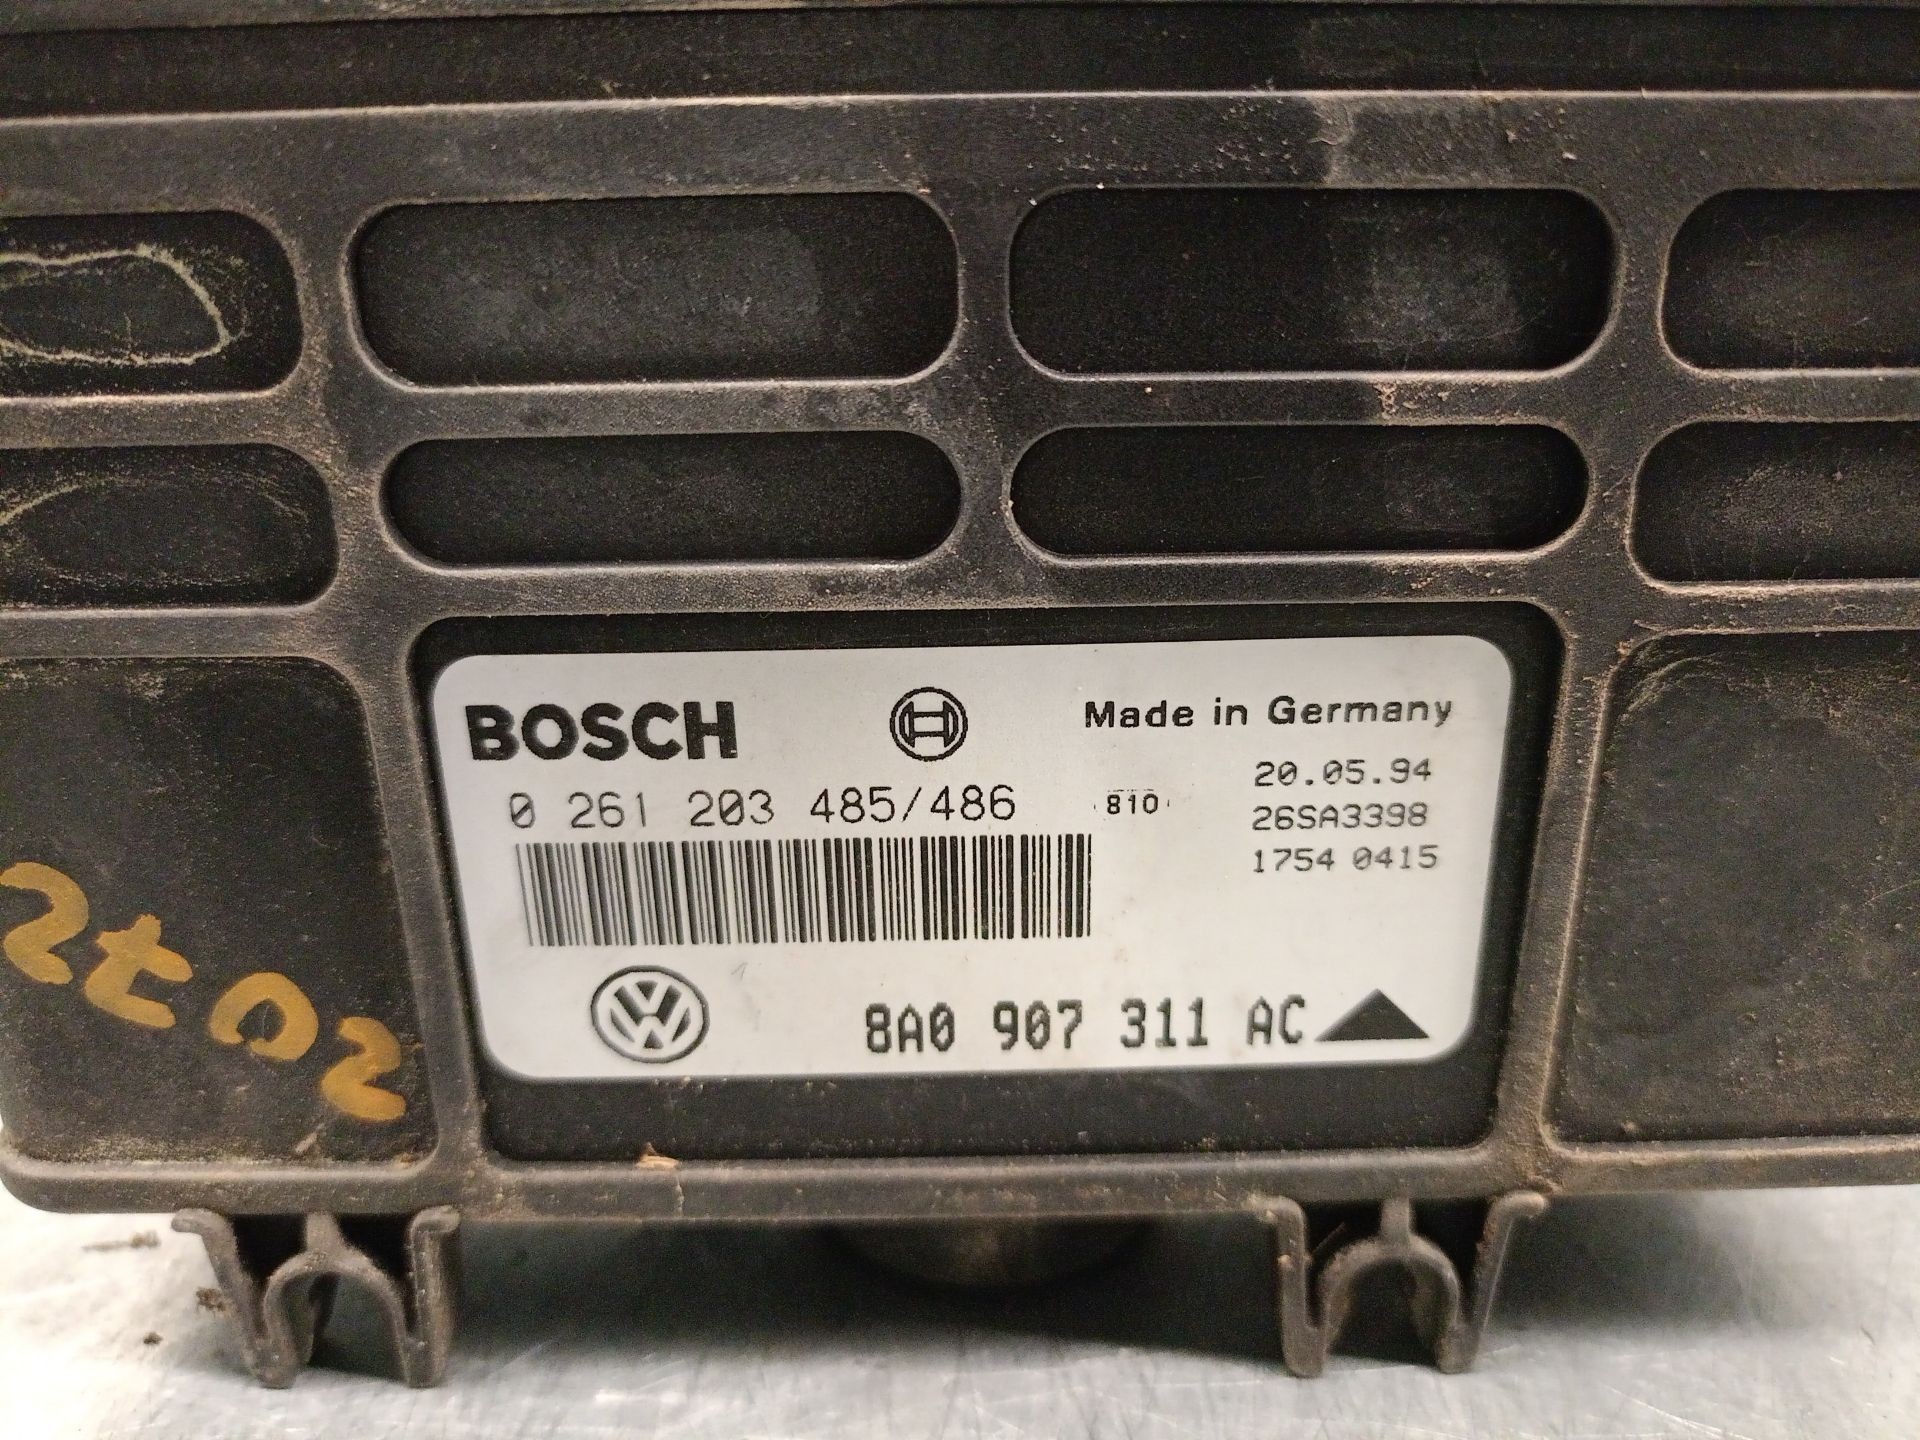 BOSCH Made in Germany
20.05.94
0 261 203 485/486 810 26SA3398
1754 0415
8A0 907 311 AC